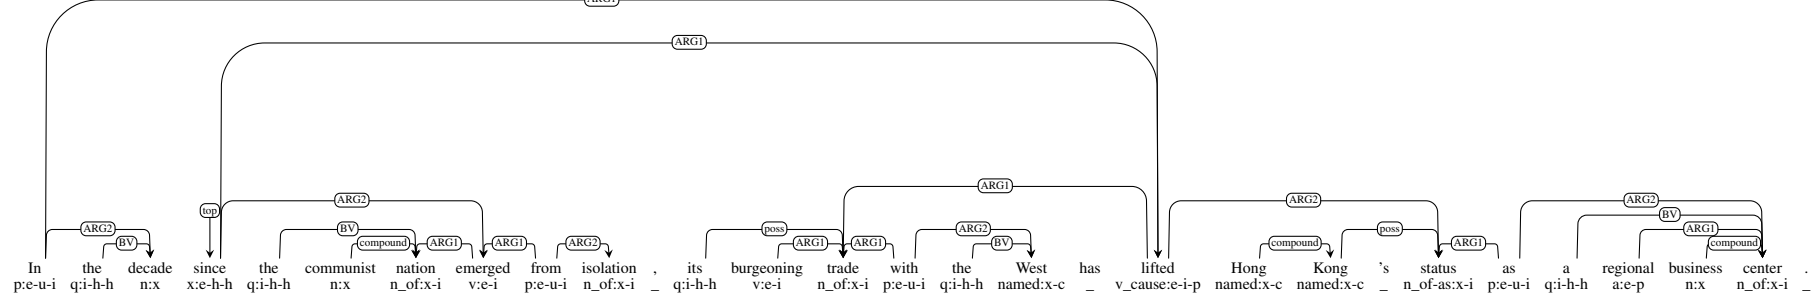 ARG1
ARG1
ARG1
top ARG2 ARG2 ARG2
BV
ARG2 BV poss ARG2 poss ARG1
BV compound ARG1 ARG1 ARG2 ARG1 ARG1 BV compound ARG1 compound
In the decade since the communist nation emerged from isolation , its burgeoning trade with the West has lifted Hong Kong 's status as a regional business center .
p:e-u-i q:i-h-h n:x x:e-h-h q:i-h-h n:x n_of:x-i v:e-i p:e-u-i n_of:x-i _ q:i-h-h v:e-i n_of:x-i p:e-u-i q:i-h-h named:x-c _ v_cause:e-i-p named:x-c named:x-c _ n_of-as:x-i p:e-u-i q:i-h-h a:e-p n:x n_of:x-i _